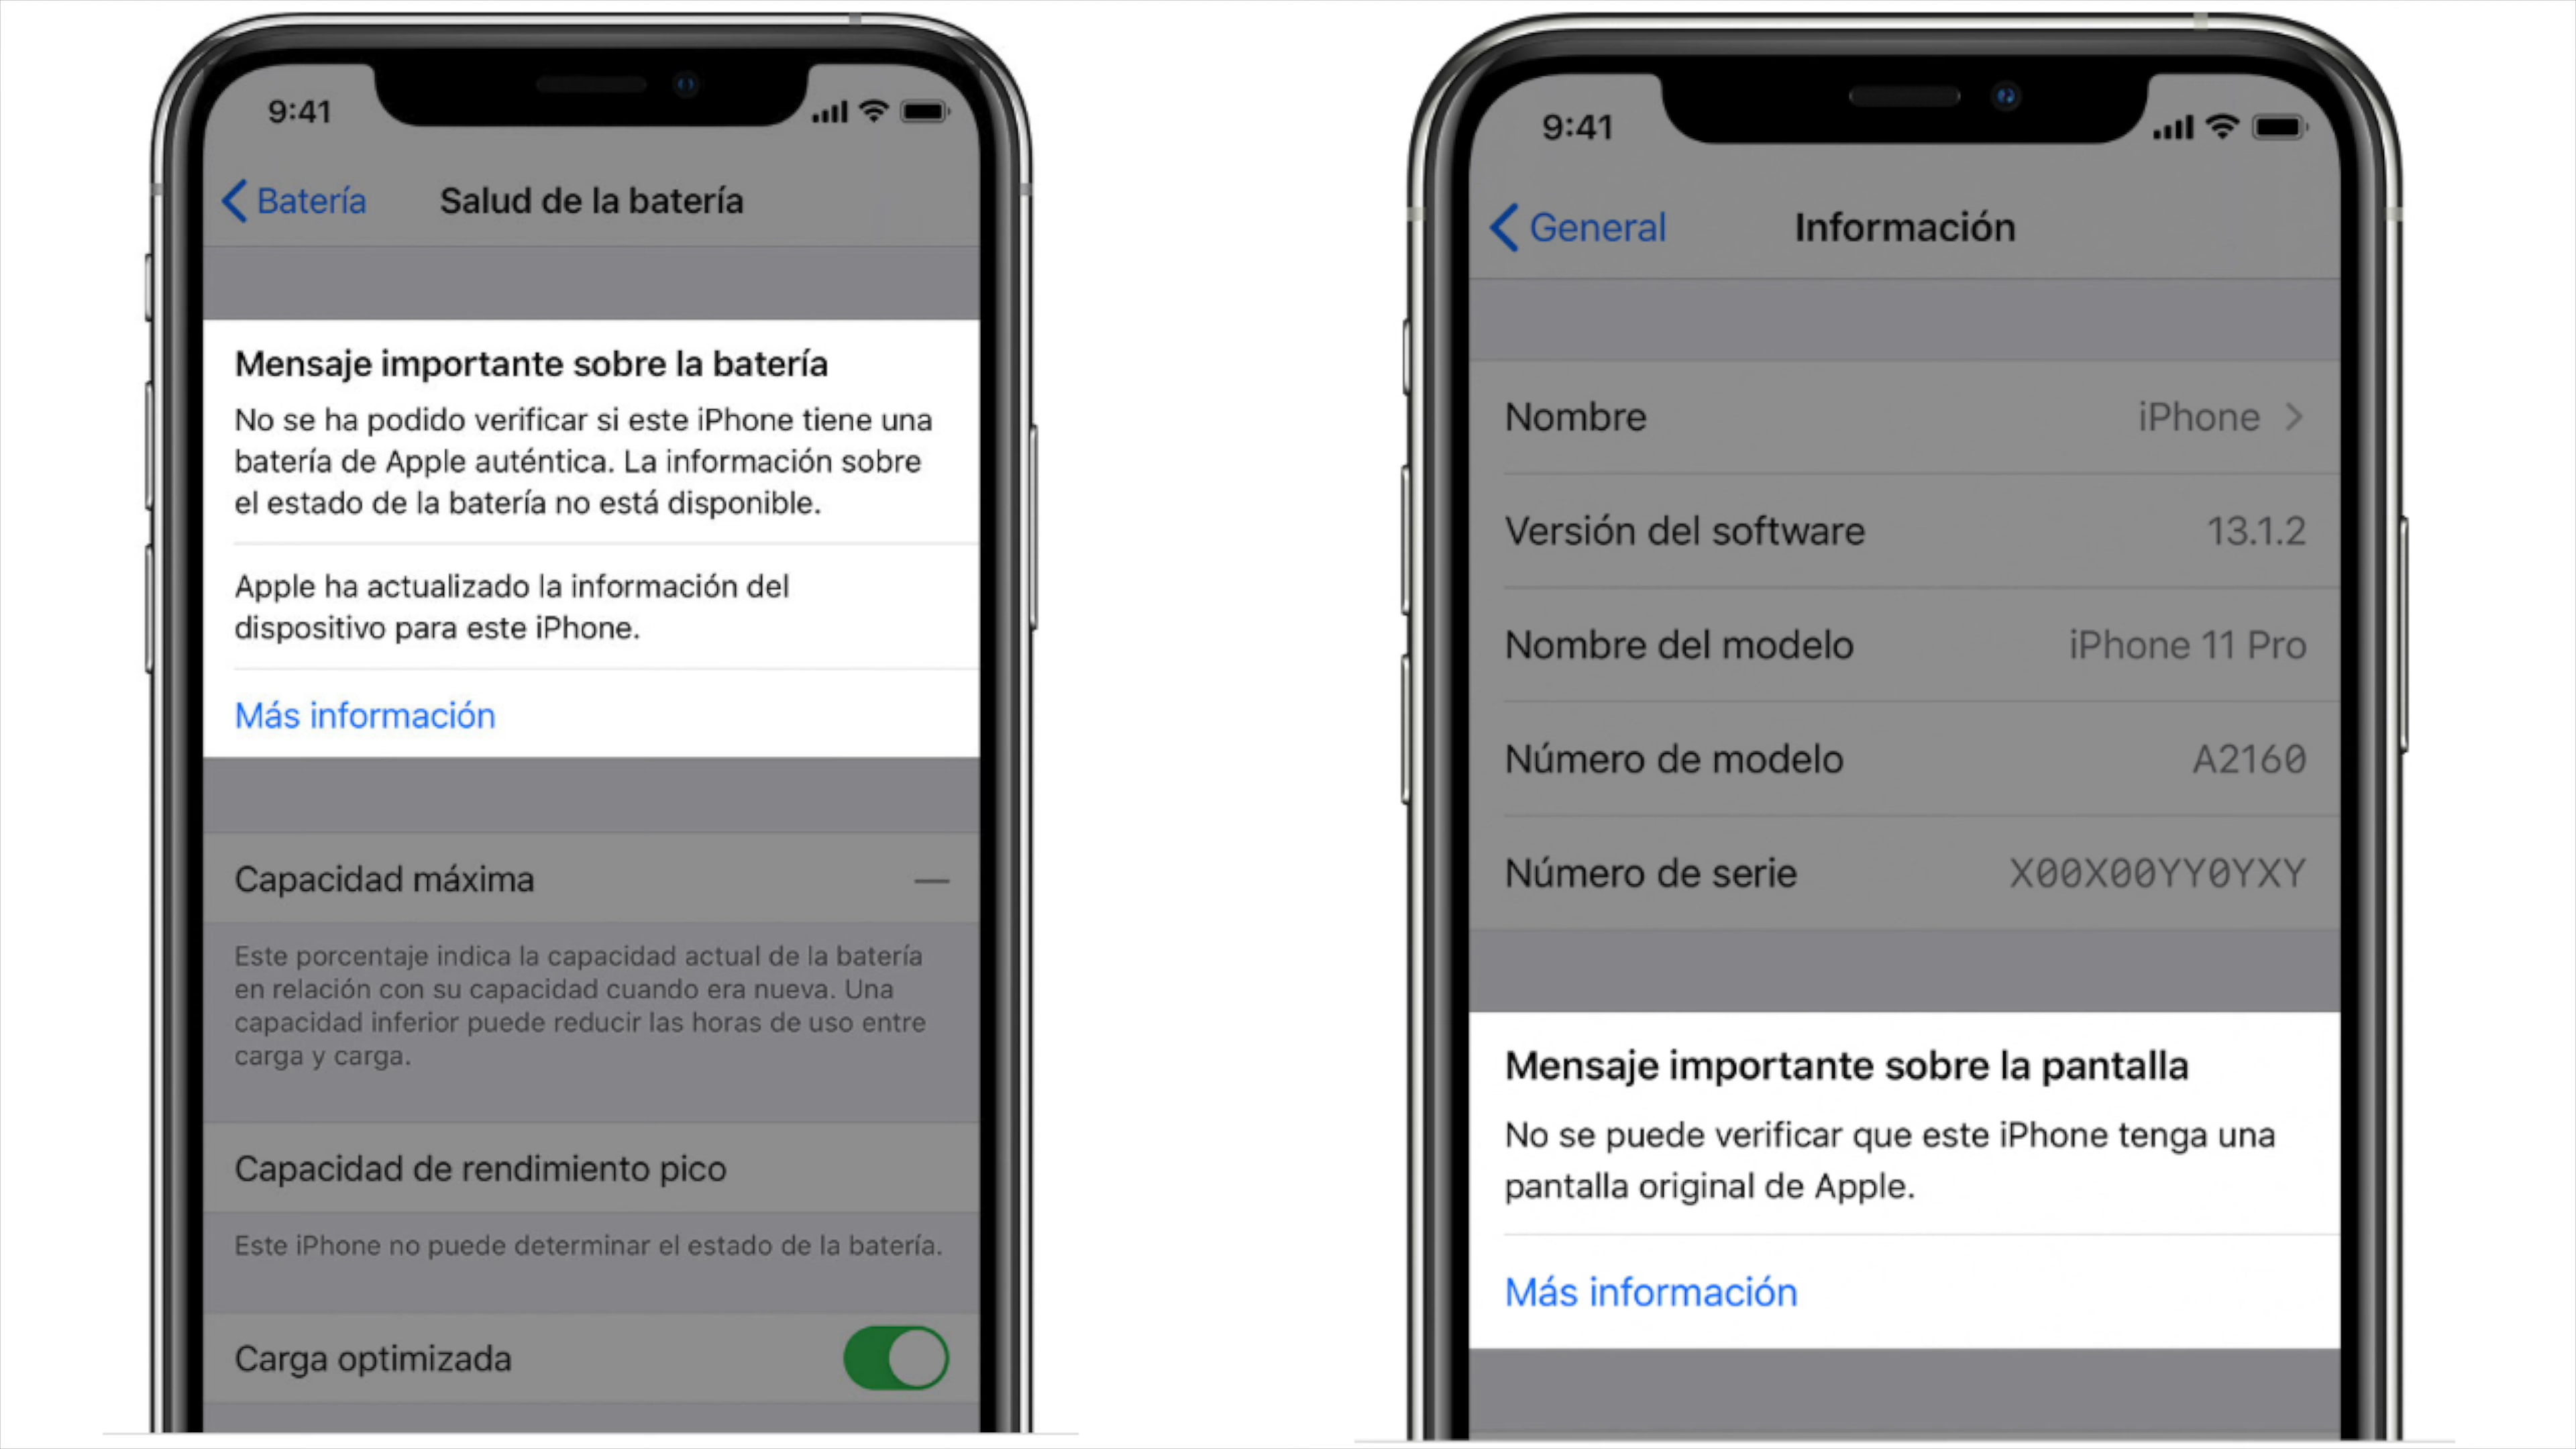 9:41
Batería
Salud de la batería
Mensaje importante sobre la batería
No se ha podido verificar si este iPhone tiene una
batería de Apple auténtica. La información sobre
el estado de la batería no está disponible.
Apple ha actualizado la información del
dispositivo para este iPhone.
Más información
Capacidad máxima —
Este porcentaje indica la capacidad actual de la batería
en relación con su capacidad cuando era nueva. Una
capacidad inferior puede reducir las horas de uso entre
carga y carga.
Capacidad de rendimiento pico
Este iPhone no puede determinar el estado de la batería.
Carga optimizada
9:41
General
Información
Nombre iPhone
Versión del software 13.1.2
Nombre del modelo iPhone 11 Pro
Número de modelo A2160
Número de serie X00X00YY0YXY
Mensaje importante sobre la pantalla
No se puede verificar que este iPhone tenga una
pantalla original de Apple.
Más información